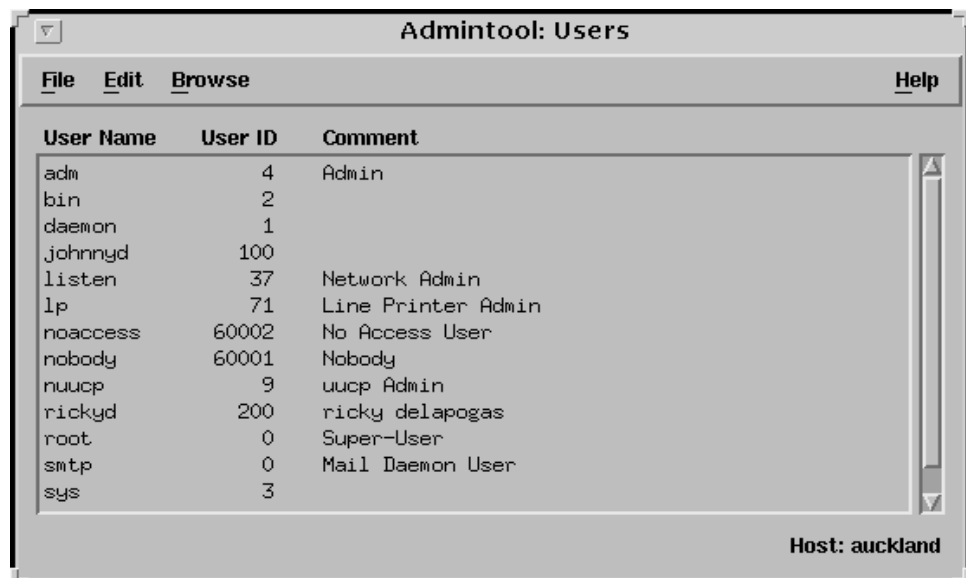 Admintool: Users
File Edit Browse Help
User Name User ID Comment
adm 4 Admin
bin 2
daemon 1
johnnyd 100
listen 37 Network Admin
lp 71 Line Printer Admin
noaccess 60002 No Access User
nobody 60001 Nobody
nuucp 9 uucp Admin
rickyd 200 ricky delapogas
root 0 Super-User
smtp 0 Mail Daemon User
sys 3
Host: auckland